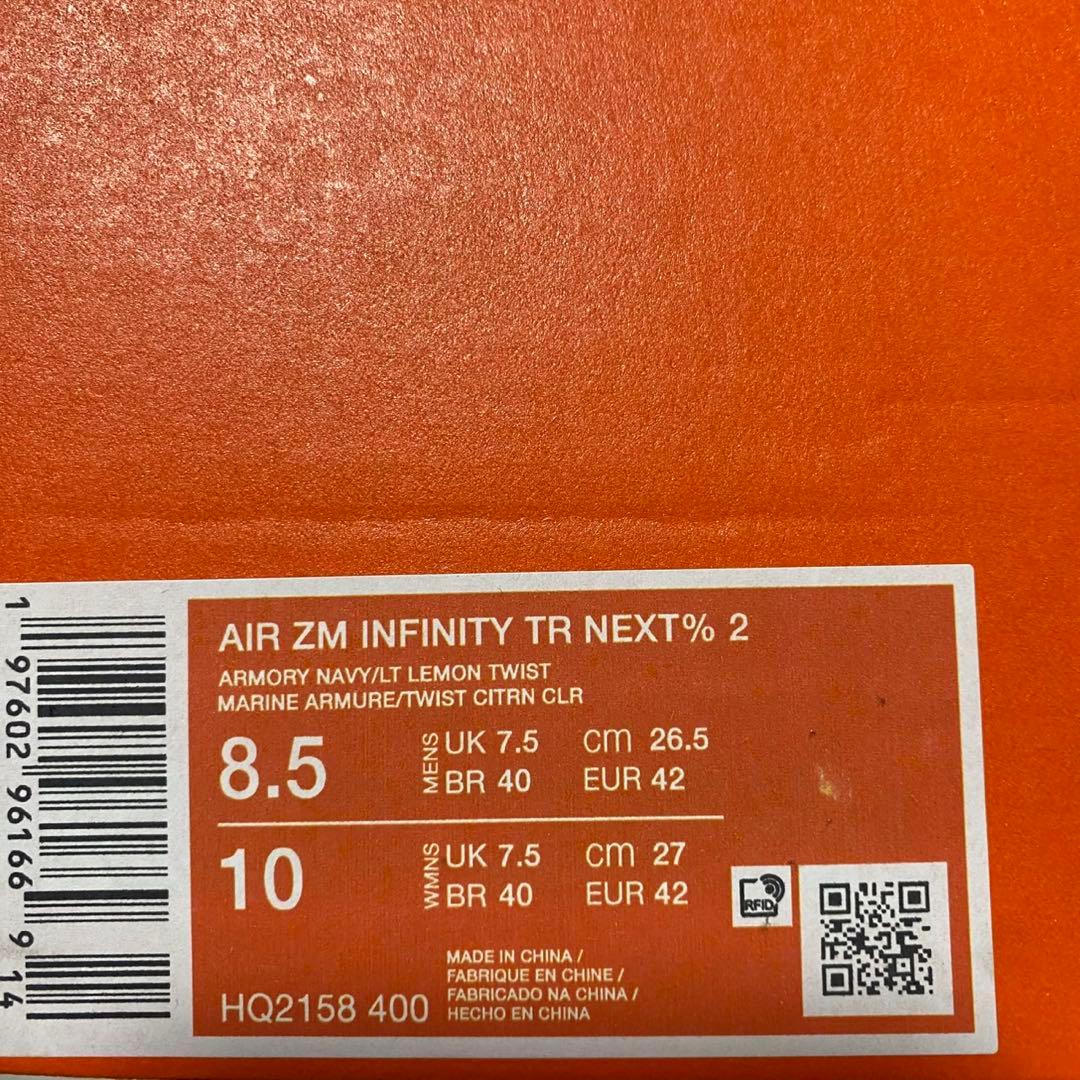 AIR ZM INFINITY TR NEXT% 2
ARMORY NAVY/LT LEMON TWIST
MARINE ARMURE/TWIST CITRN CLR
8.5 MENS UK 7.5 cm 26.5
BR 40 EUR 42
10 WMNS UK 7.5 cm 27
BR 40 EUR 42
RFID
MADE IN CHINA /
FABRIQUE EN CHINE /
FABRICADO NA CHINA /
HECHO EN CHINA
HQ2158 400
1 97602 96166 9 14